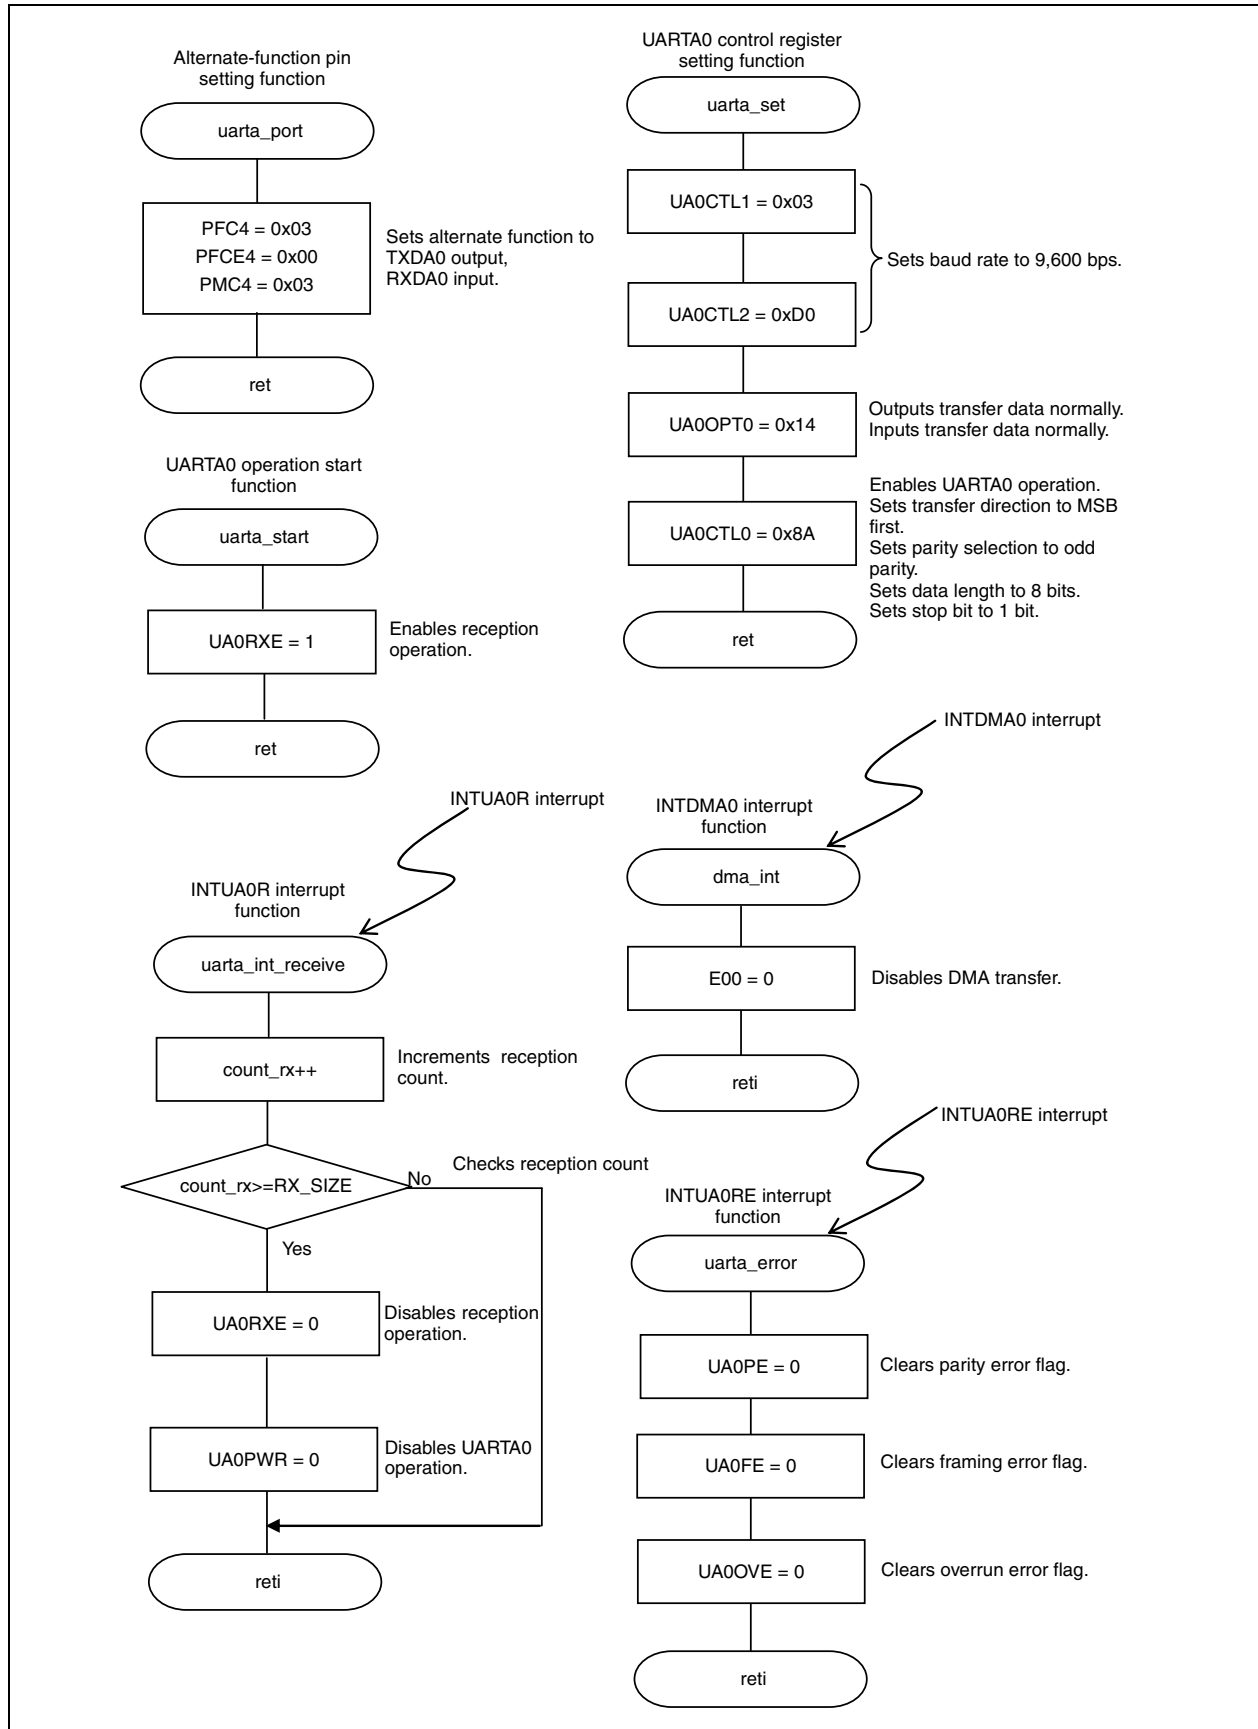 Alternate-function pin
setting function
uarta_port
PFC4 = 0x03
PFCE4 = 0x00
PMC4 = 0x03
Sets alternate function to
TXDA0 output,
RXDA0 input.
ret
UARTA0 operation start
function
uarta_start
UA0RXE = 1
Enables reception
operation.
ret
INTUA0R interrupt
INTUA0R interrupt
function
uarta_int_receive
count_rx++
Increments reception
count.
count_rx>=RX_SIZE
No
Checks reception count
Yes
UA0RXE = 0
Disables reception
operation.
UA0PWR = 0
Disables UARTA0
operation.
reti
UARTA0 control register
setting function
uarta_set
UA0CTL1 = 0x03
Sets baud rate to 9,600 bps.
UA0CTL2 = 0xD0
UA0OPT0 = 0x14
Outputs transfer data normally.
Inputs transfer data normally.
UA0CTL0 = 0x8A
Enables UARTA0 operation.
Sets transfer direction to MSB
first.
Sets parity selection to odd
parity.
Sets data length to 8 bits.
Sets stop bit to 1 bit.
ret
INTDMA0 interrupt
INTDMA0 interrupt
function
dma_int
E00 = 0
Disables DMA transfer.
reti
INTUA0RE interrupt
INTUA0RE interrupt
function
uarta_error
UA0PE = 0
Clears parity error flag.
UA0FE = 0
Clears framing error flag.
UA0OVE = 0
Clears overrun error flag.
reti